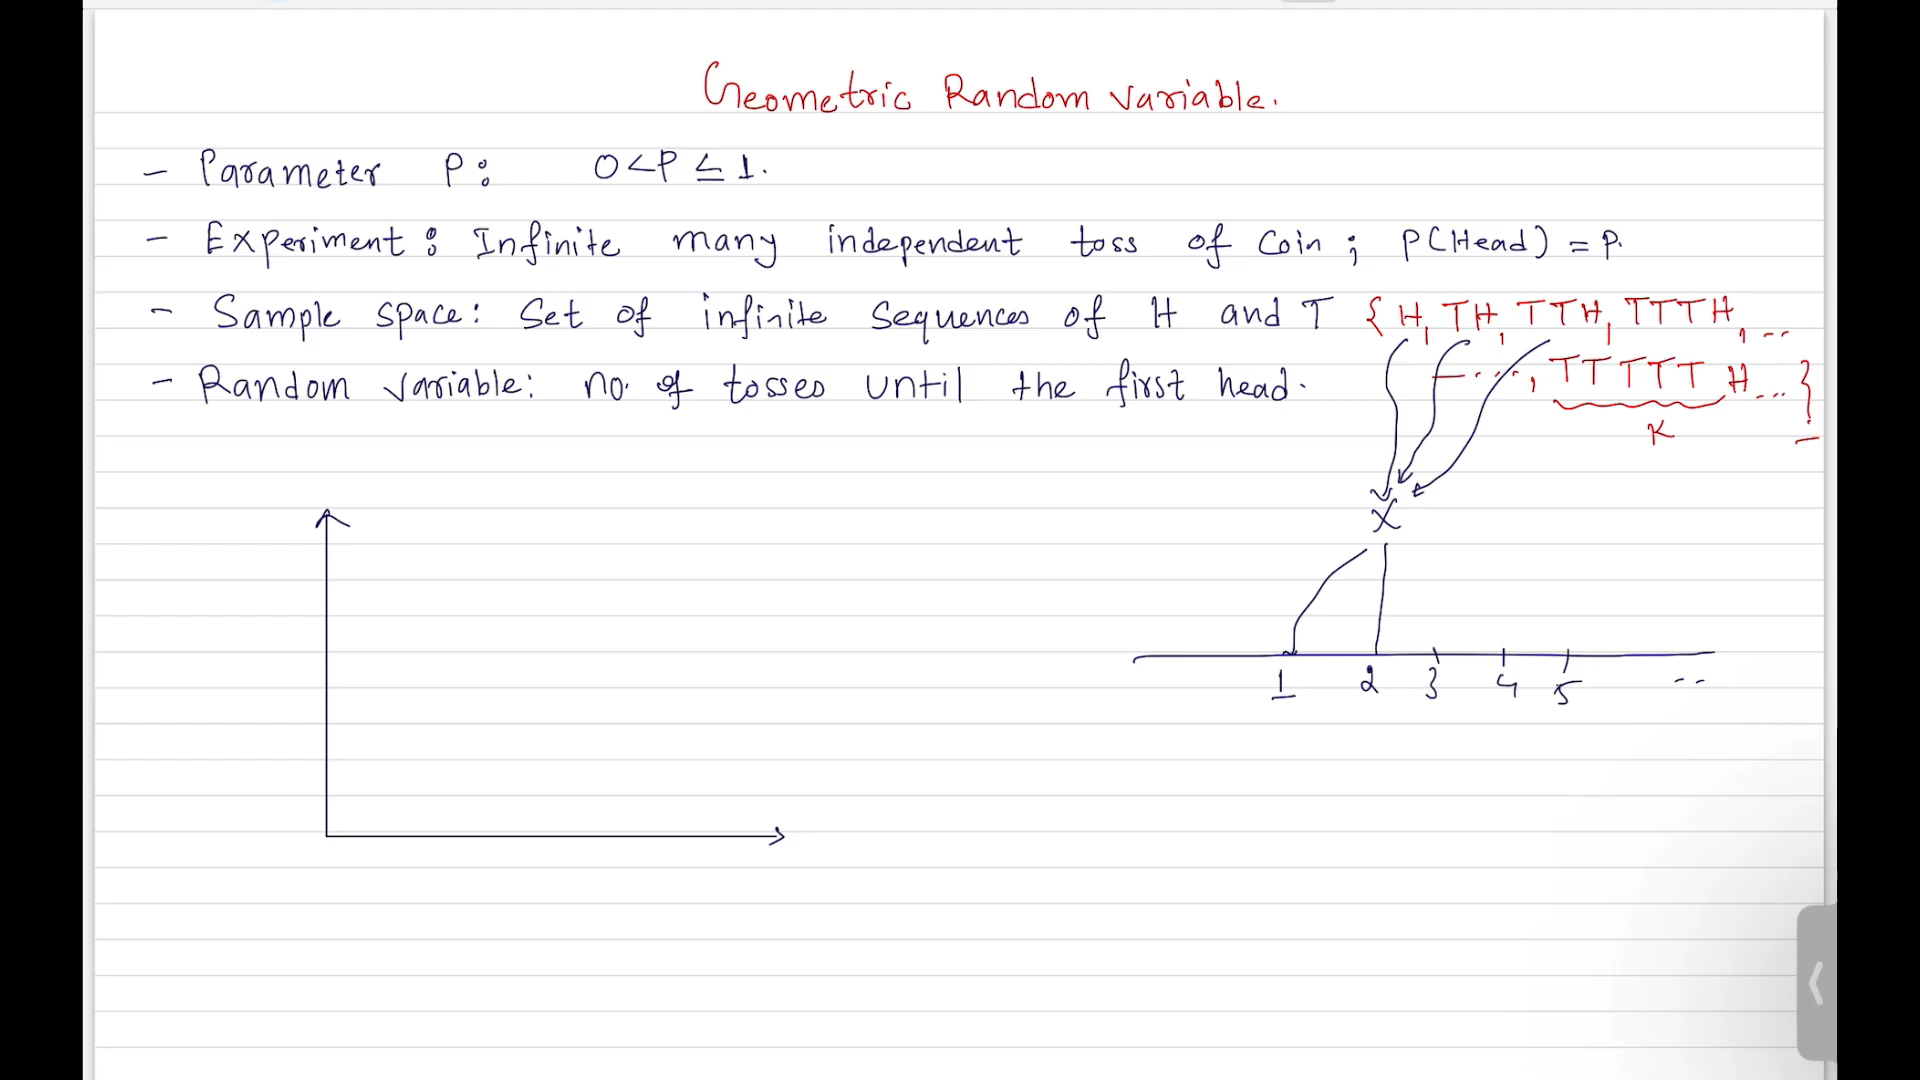 Geometric Random variable.
- Parameter P: 0<P≤1.
- Experiment: Infinite many independent toss of Coin; P(Head) = P.
- Sample space: Set of infinite Sequences of H and T {H, TH, TTH, TTTH, ...
....., TTTTT H...}
- Random variable: no. of tosses until the first head.
K
X
1 2 3 4 5 --